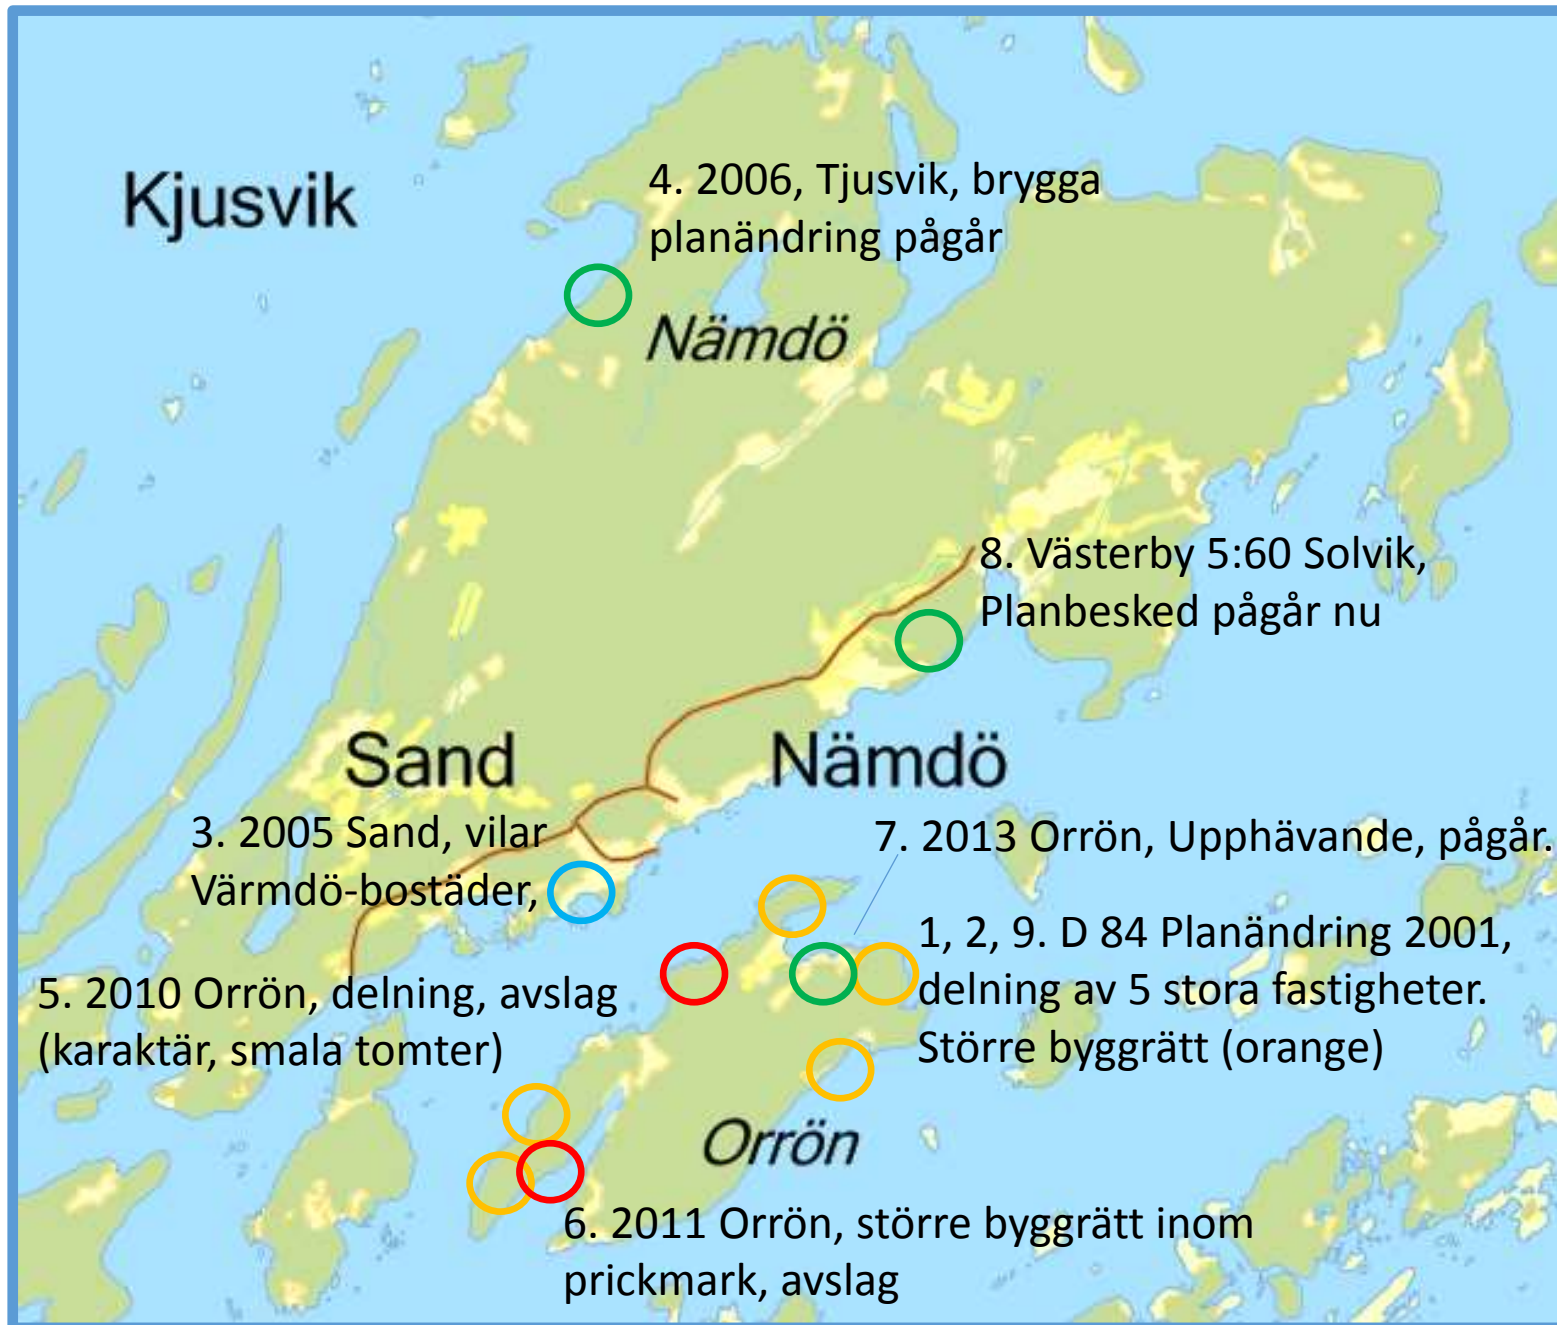 4. 2006, Tjusvik, brygga
planändring pågår
Kjusvik
Nämdö
8. Västerby 5:60 Solvik,
Planbesked pågår nu
Sand
Nämdö
3. 2005 Sand, vilar
Värmdö-bostäder,
7. 2013 Orrön, Upphävande, pågår.
1, 2, 9. D 84 Planändring 2001,
delning av 5 stora fastigheter.
Större byggrätt (orange)
5. 2010 Orrön, delning, avslag
(karaktär, smala tomter)
Orrön
6. 2011 Orrön, större byggrätt inom
prickmark, avslag